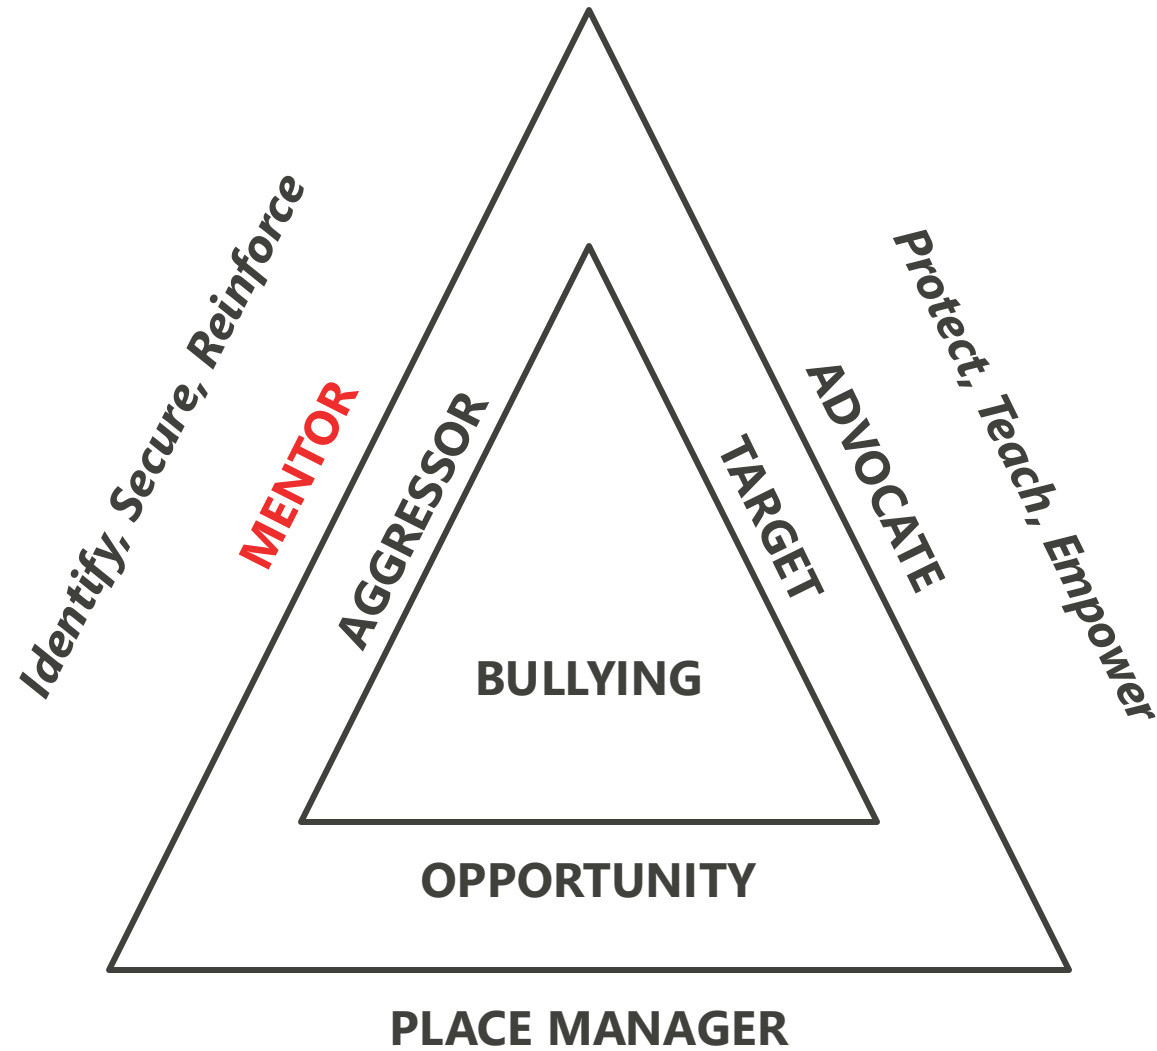 Identify, Secure, Reinforce
MENTOR
AGGRESSOR
BULLYING
TARGET
ADVOCATE
Protect, Teach, Empower
OPPORTUNITY
PLACE MANAGER